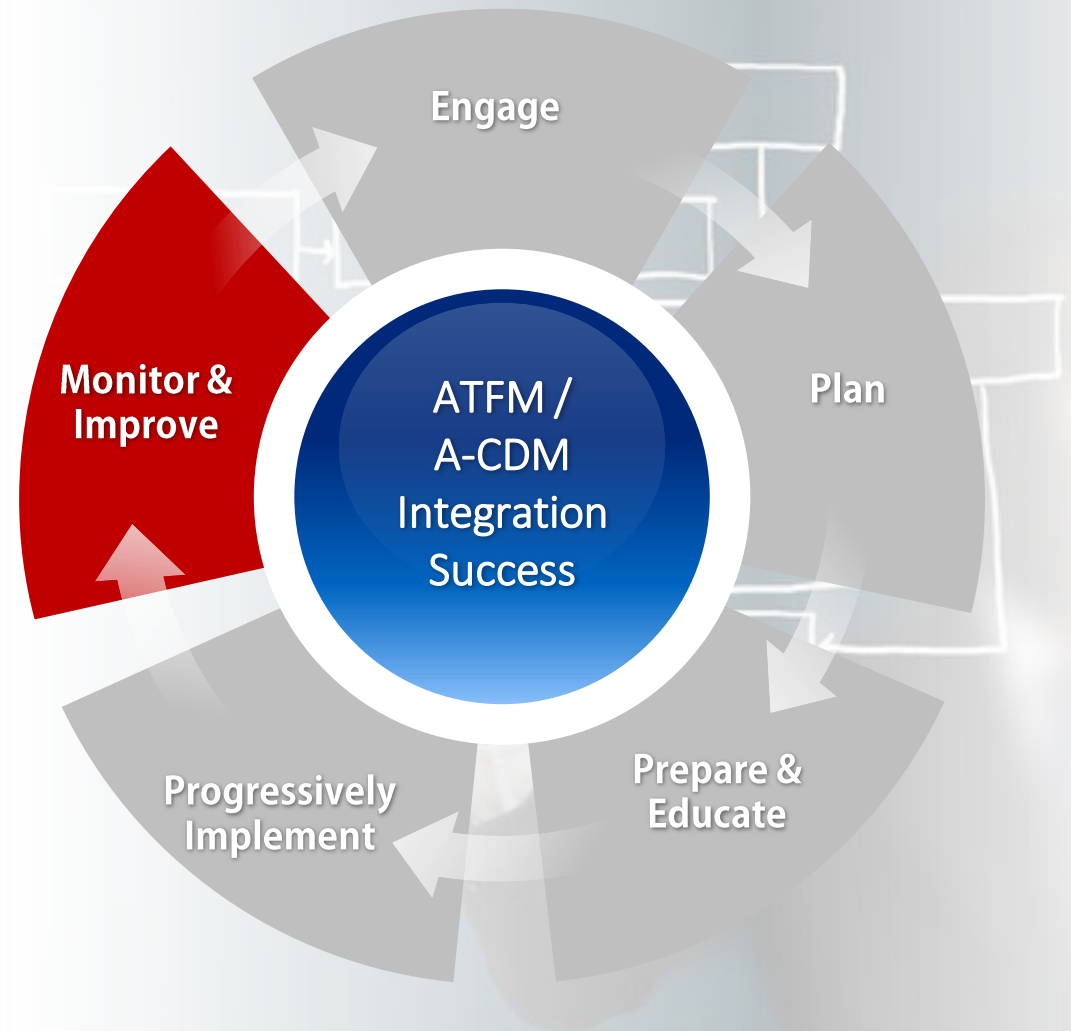 Engage
Plan
Prepare &
Educate
Progressively
Implement
Monitor &
Improve
ATFM /
A-CDM
Integration
Success